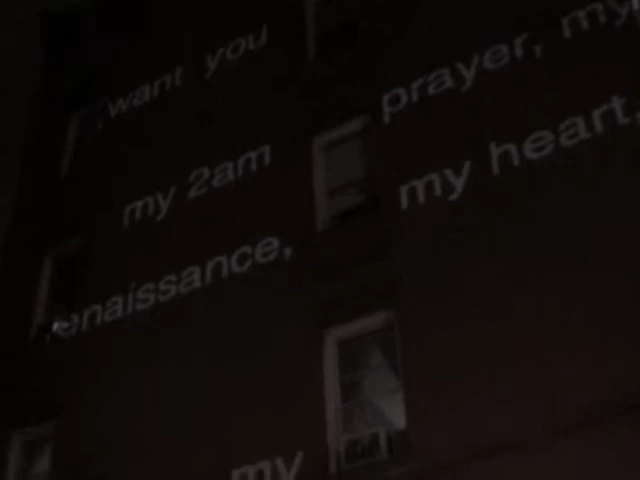 , want you
my 2am prayer, my
enaissance, my heart,
my